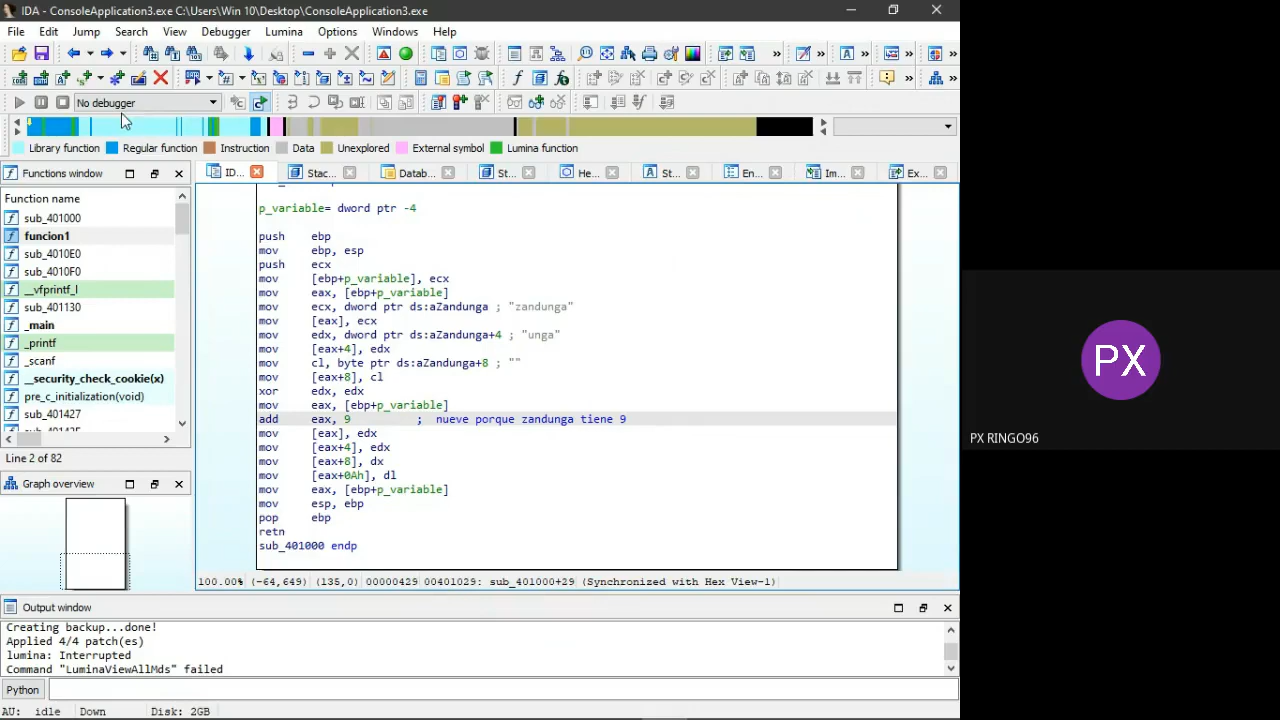 IDA - ConsoleApplication3.exe C:\Users\Win 10\Desktop\ConsoleApplication3.exe
File Edit Jump Search View Debugger Lumina Options Windows Help
No debugger
Library function Regular function Instruction Data Unexplored External symbol Lumina function
Functions window
ID...
Stac...
Datab...
St...
He...
St...
En...
Im...
Ex...
Function name
sub_401000
funcion1
sub_4010E0
sub_4010F0
__vfprintf_l
sub_401130
_main
_printf
_scanf
__security_check_cookie(x)
pre_c_initialization(void)
sub_401427
Line 2 of 82
Graph overview
p_variable= dword ptr -4
push ebp
mov ebp, esp
push ecx
mov [ebp+p_variable], ecx
mov eax, [ebp+p_variable]
mov ecx, dword ptr ds:aZandunga ; "zandunga"
mov [eax], ecx
mov edx, dword ptr ds:aZandunga+4 ; "unga"
mov [eax+4], edx
mov cl, byte ptr ds:aZandunga+8 ; ""
mov [eax+8], cl
xor edx, edx
mov eax, [ebp+p_variable]
add eax, 9 ; nueve porque zandunga tiene 9
mov [eax], edx
mov [eax+4], edx
mov [eax+8], dx
mov [eax+0Ah], dl
mov eax, [ebp+p_variable]
mov esp, ebp
pop ebp
retn
sub_401000 endp
100.00% (-64,649) (135,0) 00000429 00401029: sub_401000+29 (Synchronized with Hex View-1)
Output window
Creating backup...done!
Applied 4/4 patch(es)
lumina: Interrupted
Command "LuminaViewAllMds" failed
Python
AU: idle Down Disk: 2GB
PX
PX RINGO96